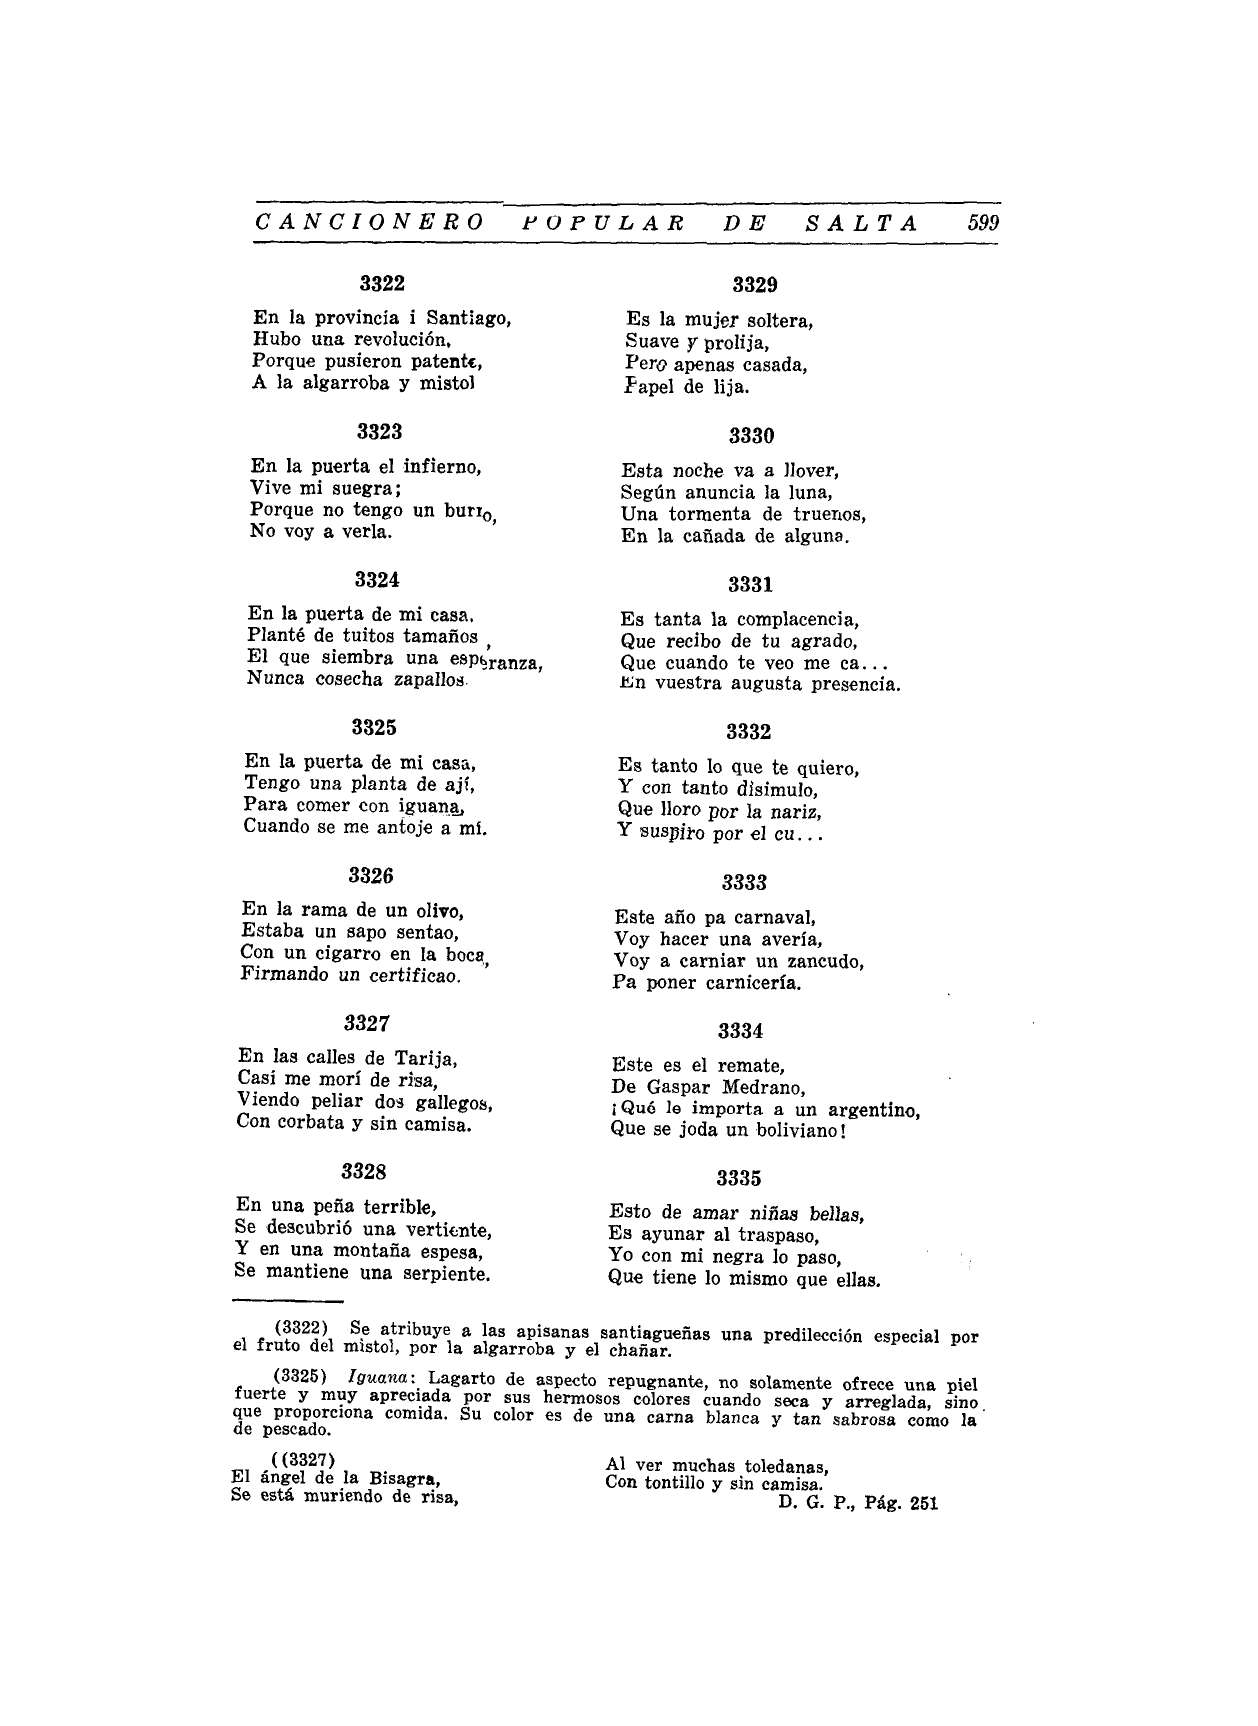 CANCIONERO POPULAR DE SALTA 599
3322
En la provincia i Santiago,
Hubo una revolución,
Porque pusieron patente,
A la algarroba y mistol
3323
En la puerta el infierno,
Vive mi suegra;
Porque no tengo un burro,
No voy a verla.
3324
En la puerta de mi casa.
Planté de tuitos tamaños,
El que siembra una esperanza,
Nunca cosecha zapallos.
3325
En la puerta de mi casa,
Tengo una planta de ají,
Para comer con iguana,
Cuando se me antoje a mí.
3326
En la rama de un olivo,
Estaba un sapo sentao,
Con un cigarro en la boca,
Firmando un certificao.
3327
En las calles de Tarija,
Casi me morí de risa,
Viendo peliar dos gallegos,
Con corbata y sin camisa.
3328
En una peña terrible,
Se descubrió una vertiente,
Y en una montaña espesa,
Se mantiene una serpiente.
3329
Es la mujer soltera,
Suave y prolija,
Pero apenas casada,
Papel de lija.
3330
Esta noche va a llover,
Según anuncia la luna,
Una tormenta de truenos,
En la cañada de alguna.
3331
Es tanta la complacencia,
Que recibo de tu agrado,
Que cuando te veo me ca...
En vuestra augusta presencia.
3332
Es tanto lo que te quiero,
Y con tanto disimulo,
Que lloro por la nariz,
Y suspiro por el cu...
3333
Este año pa carnaval,
Voy hacer una avería,
Voy a carniar un zancudo,
Pa poner carnicería.
3334
Este es el remate,
De Gaspar Medrano,
¡Qué le importa a un argentino,
Que se joda un boliviano!
3335
Esto de amar niñas bellas,
Es ayunar al traspaso,
Yo con mi negra lo paso,
Que tiene lo mismo que ellas.
(3322) Se atribuye a las apisanas santiagueñas una predilección especial por
el fruto del mistol, por la algarroba y el chañar.
(3325) Iguana: Lagarto de aspecto repugnante, no solamente ofrece una piel
fuerte y muy apreciada por sus hermosos colores cuando seca y arreglada, sino
que proporciona comida. Su color es de una carna blanca y tan sabrosa como la
de pescado.
((3327)
El ángel de la Bisagra,
Se está muriendo de risa,
Al ver muchas toledanas,
Con tontillo y sin camisa.
D. G. P., Pág. 251